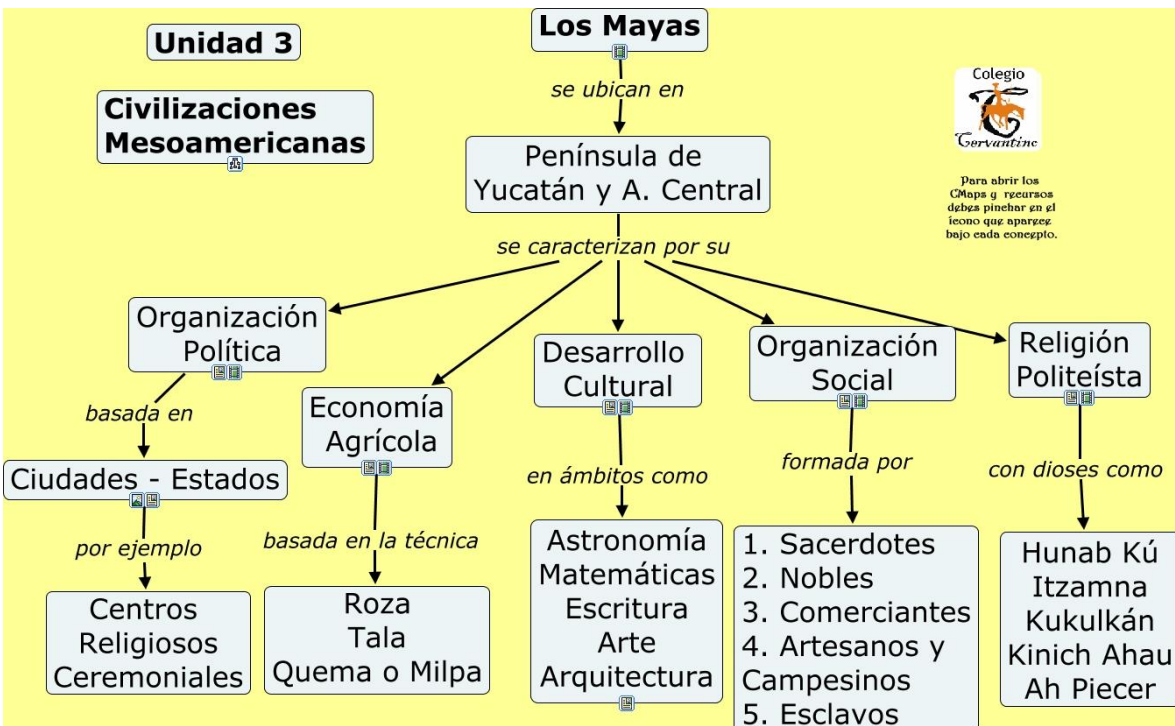 Unidad 3
Los Mayas
Civilizaciones
Mesoamericanas
se ubican en
Colegio
Cervantino
Península de
Yucatán y A. Central
Para abrir los
CMaps y recursos
debes pinchar en el
ícono que aparece
bajo cada concepto.
se caracterizan por su
Organización
Política
basada en
Ciudades - Estados
por ejemplo
Centros
Religiosos
Ceremoniales
Economía
Agrícola
basada en la técnica
Roza
Tala
Quema o Milpa
Desarrollo
Cultural
en ámbitos como
Astronomía
Matemáticas
Escritura
Arte
Arquitectura
Organización
Social
formada por
1. Sacerdotes
2. Nobles
3. Comerciantes
4. Artesanos y
Campesinos
5. Esclavos
Religión
Politeísta
con dioses como
Hunab Kú
Itzamna
Kukulkán
Kinich Ahau
Ah Piecer